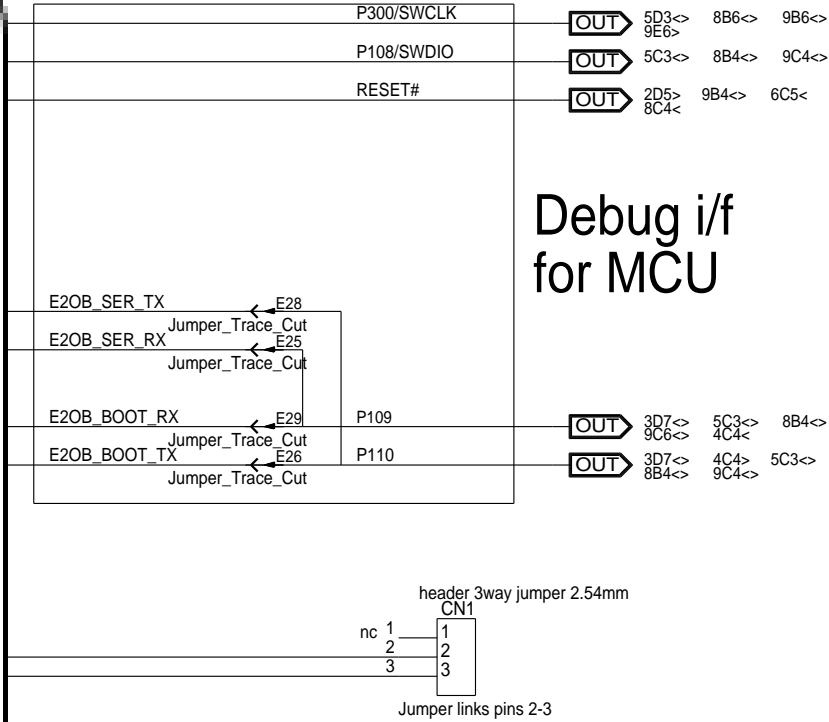 P300/SWCLK OUT 5D3<> 8B6<> 9B6<>
9E6>
P108/SWDIO OUT 5C3<> 8B4<> 9C4<>
RESET# OUT 2D5> 9B4<> 6C5<
8C4<
Debug i/f
for MCU
E2OB_SER_TX E28
Jumper_Trace_Cut
E2OB_SER_RX E25
Jumper_Trace_Cut
E2OB_BOOT_RX E29 P109 OUT 3D7<> 5C3<> 8B4<>
Jumper_Trace_Cut 9C6<> 4C4<
E2OB_BOOT_TX E26 P110 OUT 3D7<> 4C4> 5C3<>
Jumper_Trace_Cut 8B4<> 9C4<>
header 3way jumper 2.54mm
CN1
nc 1 1
2 2
3 3
Jumper links pins 2-3